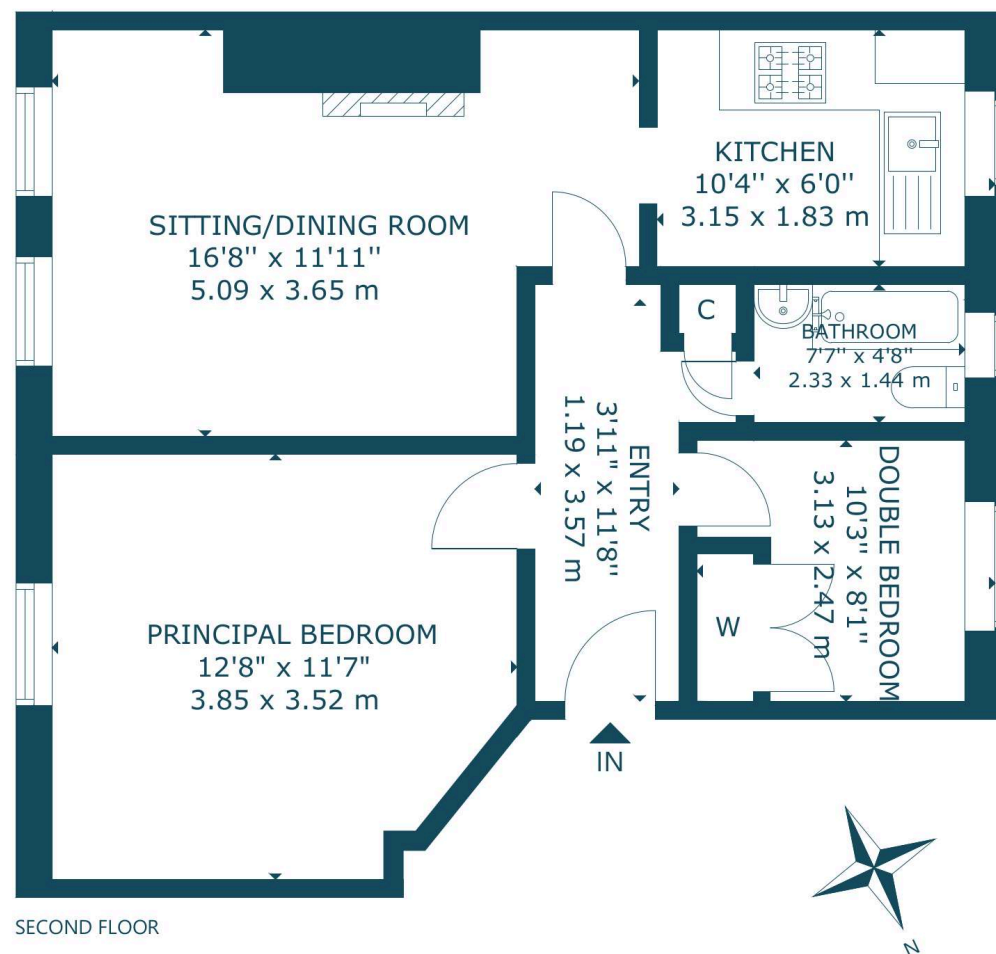 KITCHEN
10'4'' x 6'0''
3.15 x 1.83 m
SITTING/DINING ROOM
16'8'' x 11'11''
5.09 x 3.65 m
C
BATHROOM
7'7'' x 4'8''
2.33 x 1.44 m
ENTRY
3'11" x 11'8''
1.19 x 3.57 m
DOUBLE BEDROOM
10'3'' x 8'1''
3.13 x 2.47 m
W
PRINCIPAL BEDROOM
12'8" x 11'7"
3.85 x 3.52 m
IN
SECOND FLOOR
N